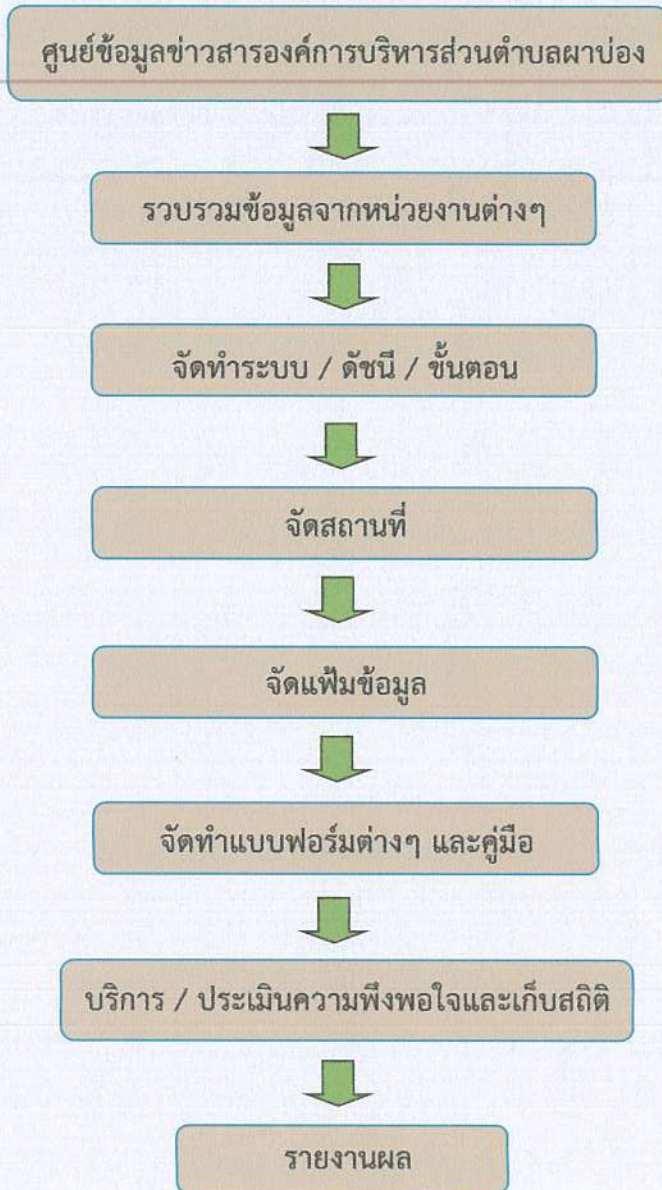 ศูนย์ข้อมูลข่าวสารองค์การบริหารส่วนตำบลผาบ่อง
รวบรวมข้อมูลจากหน่วยงานต่างๆ
จัดทำระบบ / ดัชนี / ขั้นตอน
จัดสถานที่
จัดแฟ้มข้อมูล
จัดทำแบบฟอร์มต่างๆ และคู่มือ
บริการ / ประเมินความพึงพอใจและเก็บสถิติ
รายงานผล